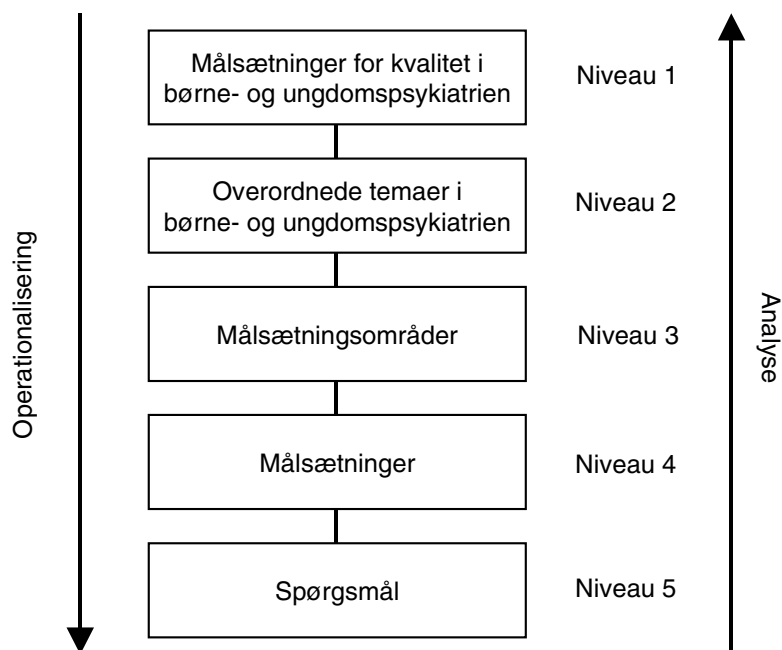 Målsætninger for kvalitet i
børne- og ungdomspsykiatrien
Niveau 1
Overordnede temaer i
børne- og ungdomspsykiatrien
Niveau 2
Målsætningsområder
Niveau 3
Målsætninger
Niveau 4
Spørgsmål
Niveau 5
Operationalisering
Analyse